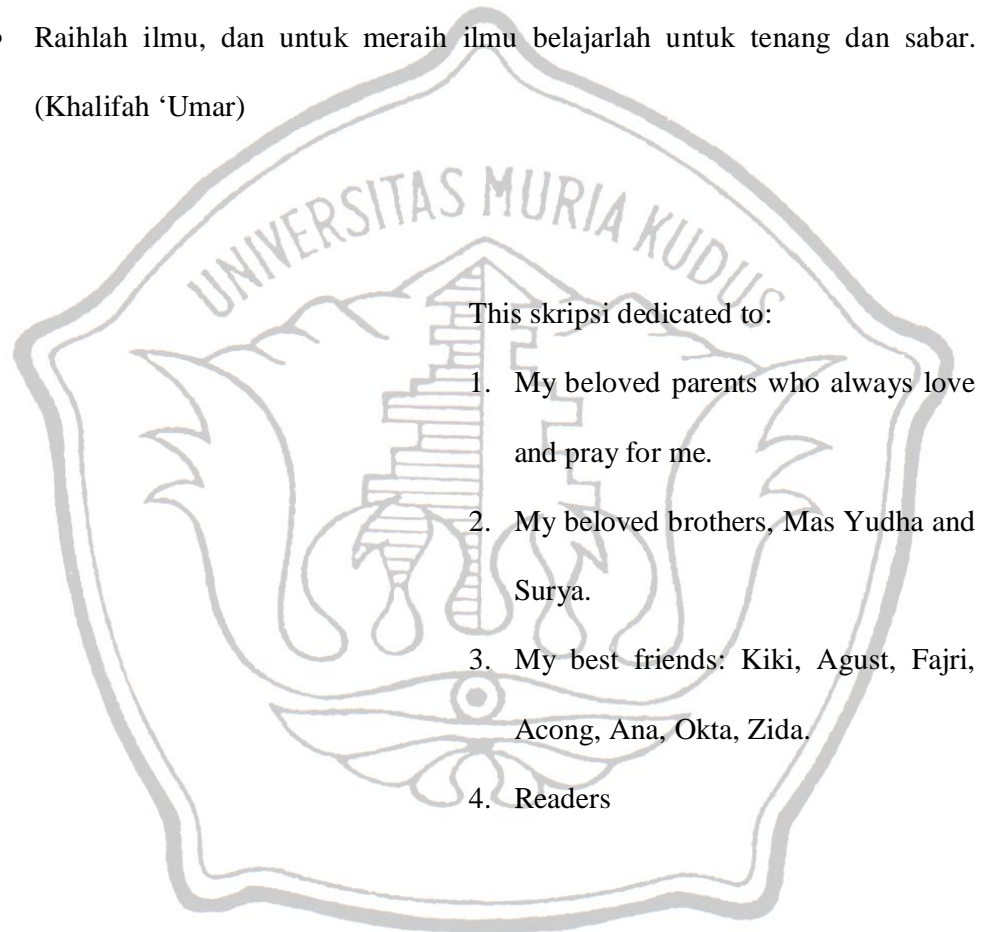 • Raihlah ilmu, dan untuk meraih ilmu belajarlah untuk tenang dan sabar.
(Khalifah ‘Umar)
UNIVERSITAS MURIA KUDUS
This skripsi dedicated to:
1. My beloved parents who always love
and pray for me.
2. My beloved brothers, Mas Yudha and
Surya.
3. My best friends: Kiki, Agust, Fajri,
Acong, Ana, Okta, Zida.
4. Readers